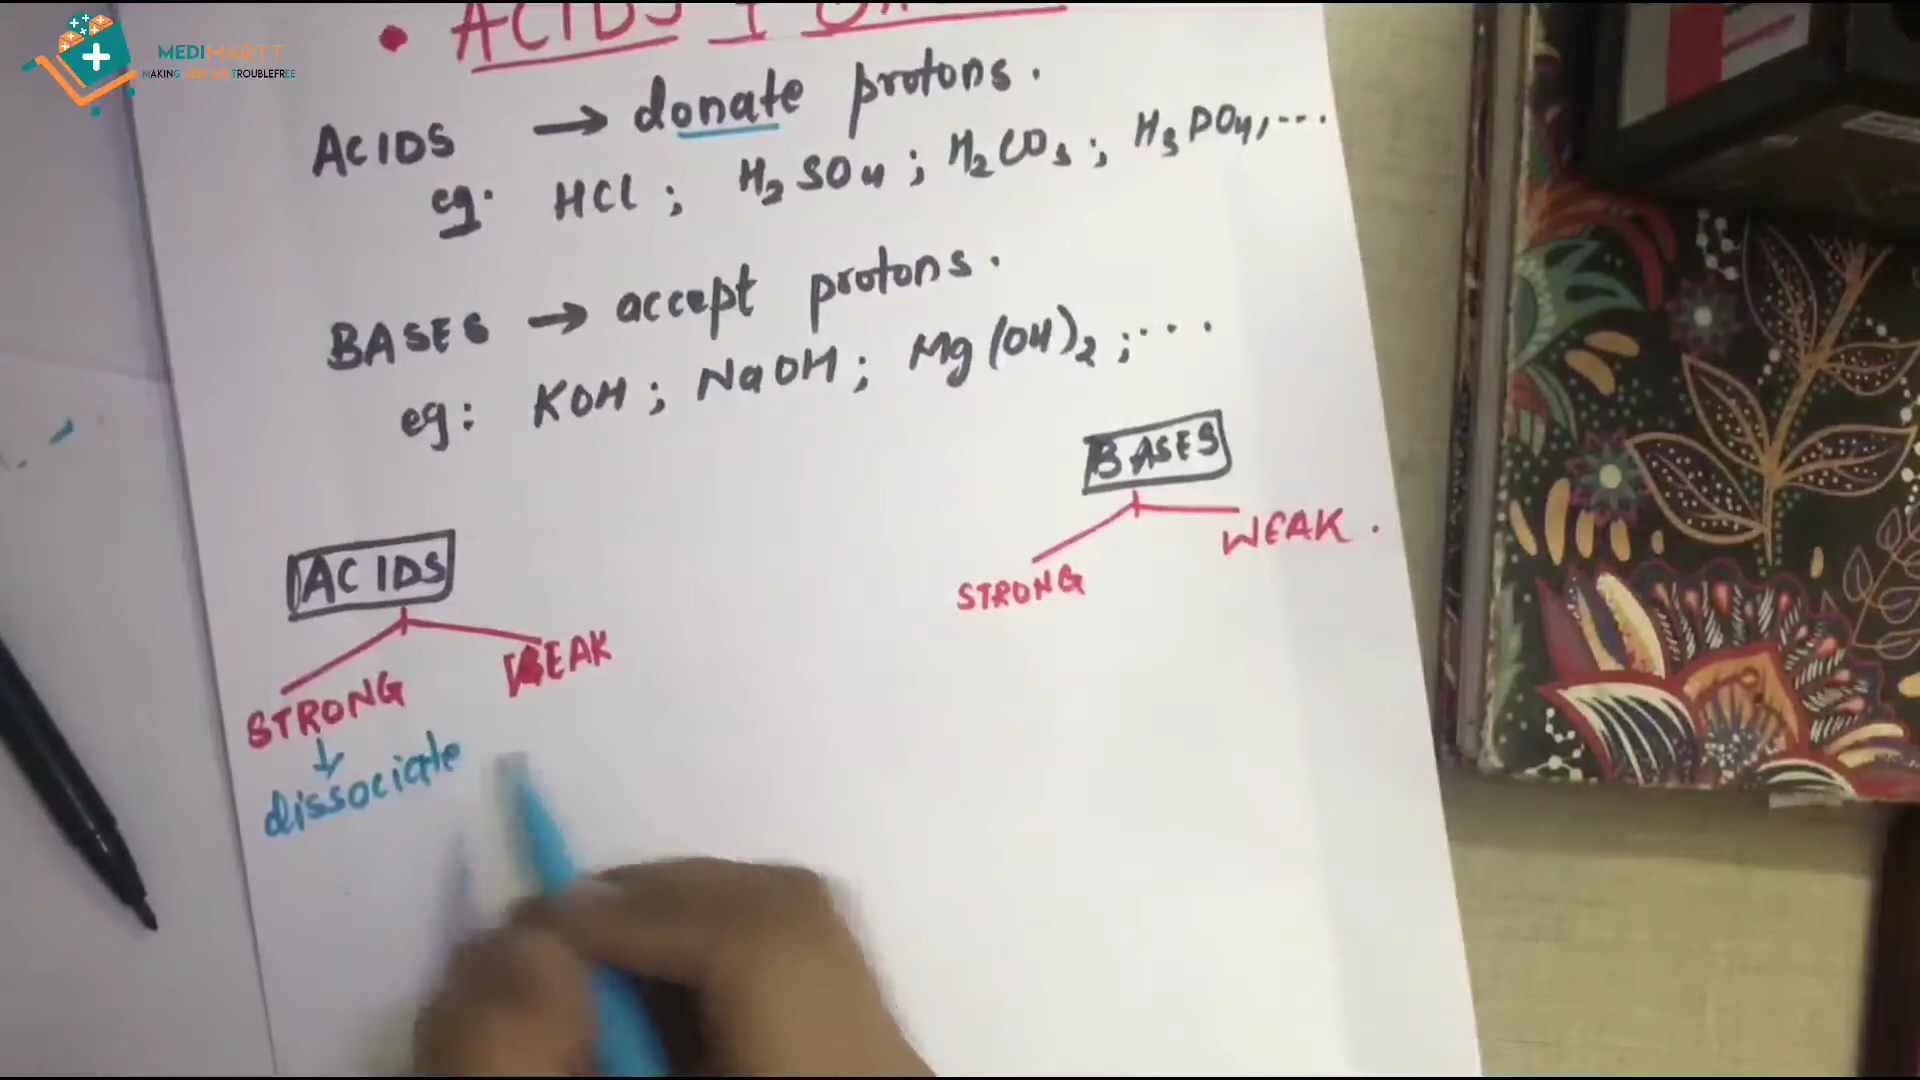 MEDIMARTT
TROUBLEFREE
• ACIDS
ACIDS → donate protons.
eg. HCl ; H2SO4 ; H2CO3 ; H3PO4, ...
BASES → accept protons.
eg: KOH ; NaOH ; Mg(OH)2 ; ...
BASES
STRONG WEAK.
ACIDS
STRONG WEAK
↓
dissociate